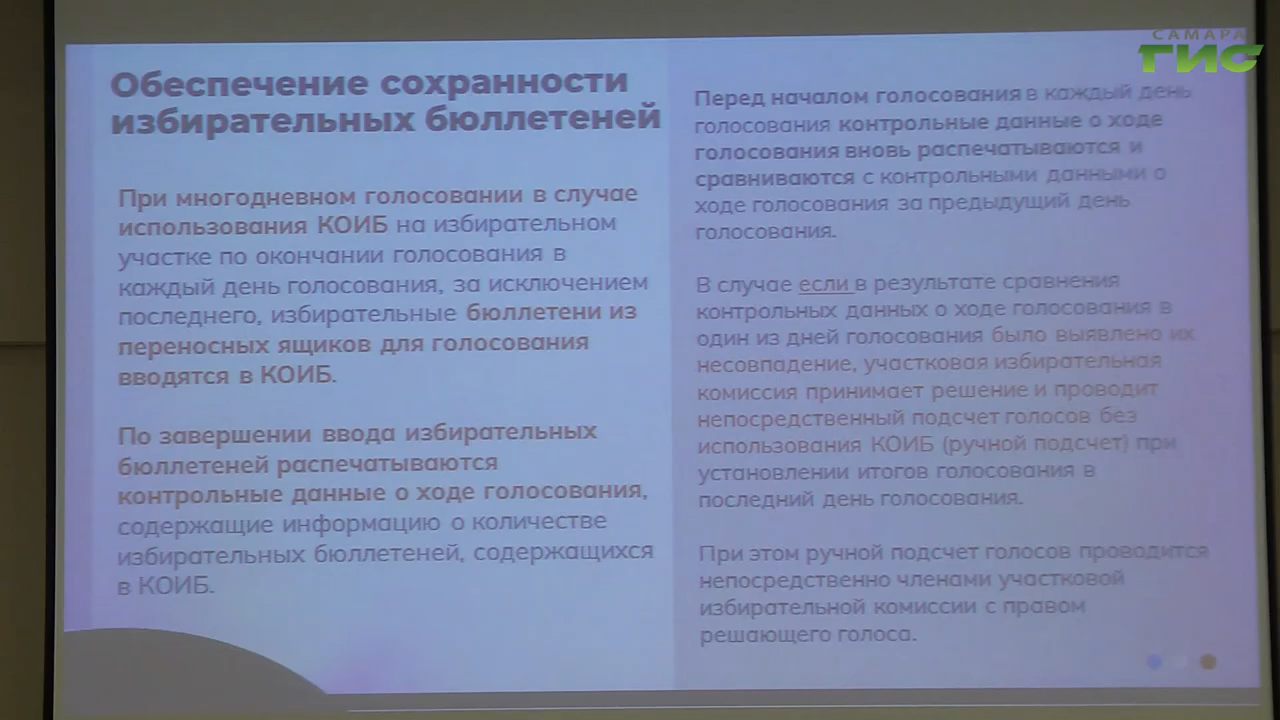 САМАРА
ГИС
Обеспечение сохранности
избирательных бюллетеней
При многодневном голосовании в случае
использования КОИБ на избирательном
участке по окончании голосования в
каждый день голосования, за исключением
последнего, избирательные бюллетени из
переносных ящиков для голосования
вводятся в КОИБ.
По завершении ввода избирательных
бюллетеней распечатываются
контрольные данные о ходе голосования,
содержащие информацию о количестве
избирательных бюллетеней, содержащихся
в КОИБ.
Перед началом голосования в каждый день
голосования контрольные данные о ходе
голосования вновь распечатываются и
сравниваются с контрольными данными о
ходе голосования за предыдущий день
голосования.
В случае если в результате сравнения
контрольных данных о ходе голосования в
один из дней голосования было выявлено их
несовпадение, участковая избирательная
комиссия принимает решение и проводит
непосредственный подсчет голосов без
использования КОИБ (ручной подсчет) при
установлении итогов голосования в
последний день голосования.
При этом ручной подсчет голосов проводится
непосредственно членами участковой
избирательной комиссии с правом
решающего голоса.